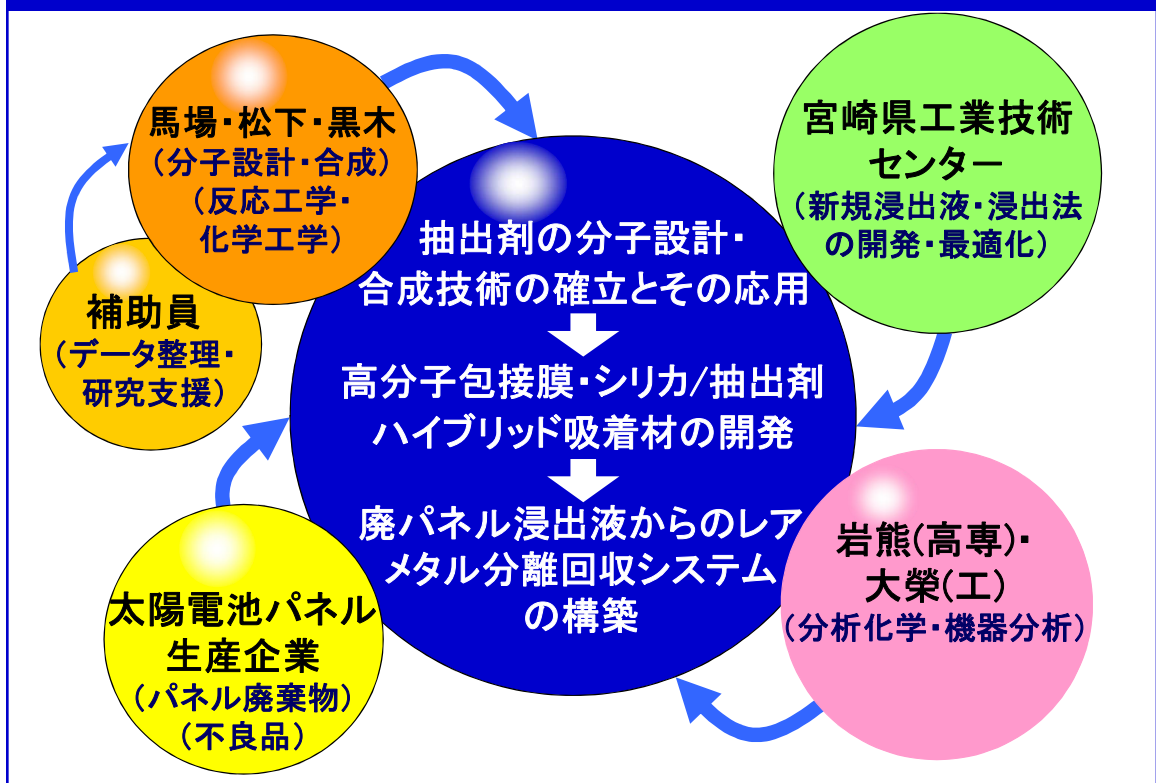 馬場・松下・黒木
（分子設計・合成）
（反応工学・
化学工学）
補助員
（データ整理・
研究支援）
太陽電池パネル
生産企業
（パネル廃棄物）
（不良品）
抽出剤の分子設計・
合成技術の確立とその応用
高分子包接膜・シリカ/抽出剤
ハイブリッド吸着材の開発
廃パネル浸出液からのレア
メタル分離回収システム
の構築
宮崎県工業技術
センター
（新規浸出液・浸出法
の開発・最適化）
岩熊(高専)・
大榮(工)
（分析化学・機器分析）